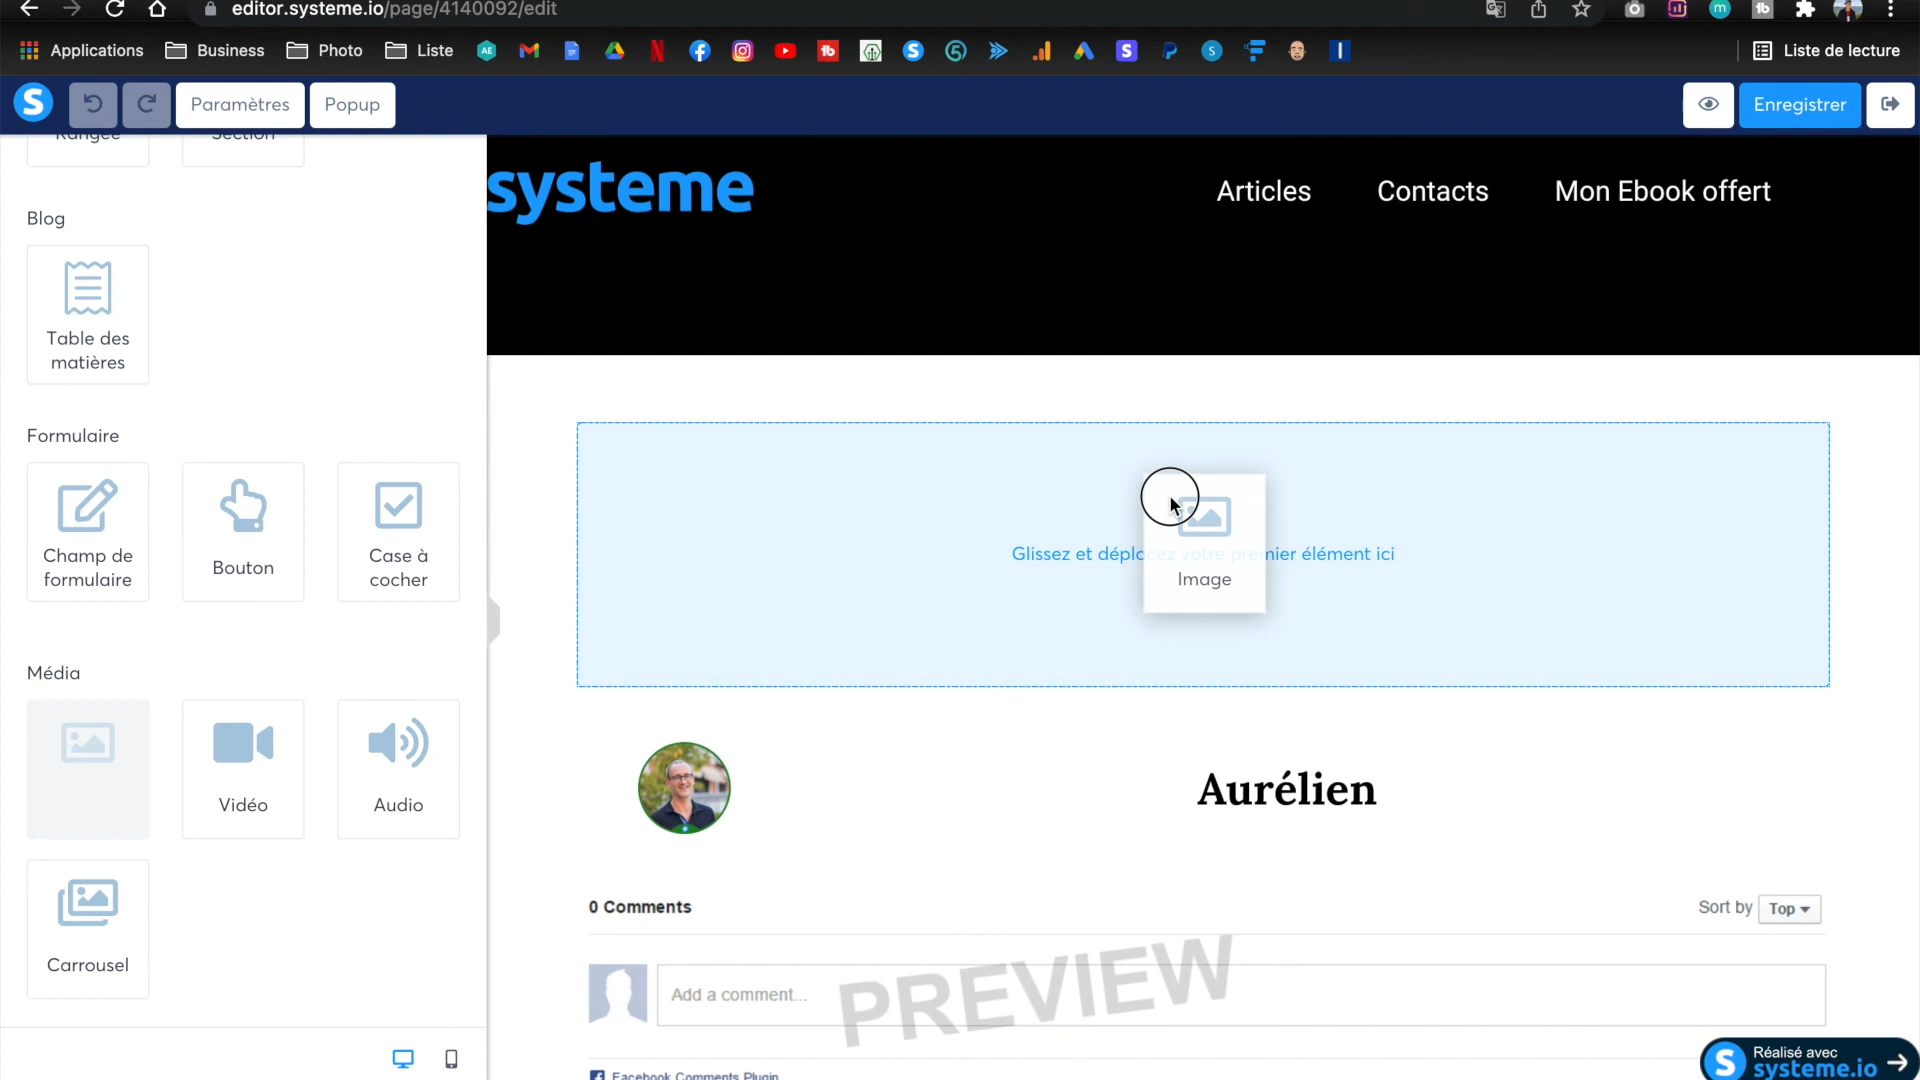 editor.systeme.io/page/4140092/edit
Applications
Business
Photo
Liste
Liste de lecture
Paramètres
Popup
Enregistrer
Rangée
Section
Blog
Table des
matières
Formulaire
Champ de
formulaire
Bouton
Case à
cocher
Média
Vidéo
Audio
Carrousel
systeme
Articles
Contacts
Mon Ebook offert
Glissez et déplacez votre premier élément ici
Image
Aurélien
0 Comments
Sort by
Top
Add a comment...
PREVIEW
Facebook Comments Plugin
Réalisé avec
systeme.io